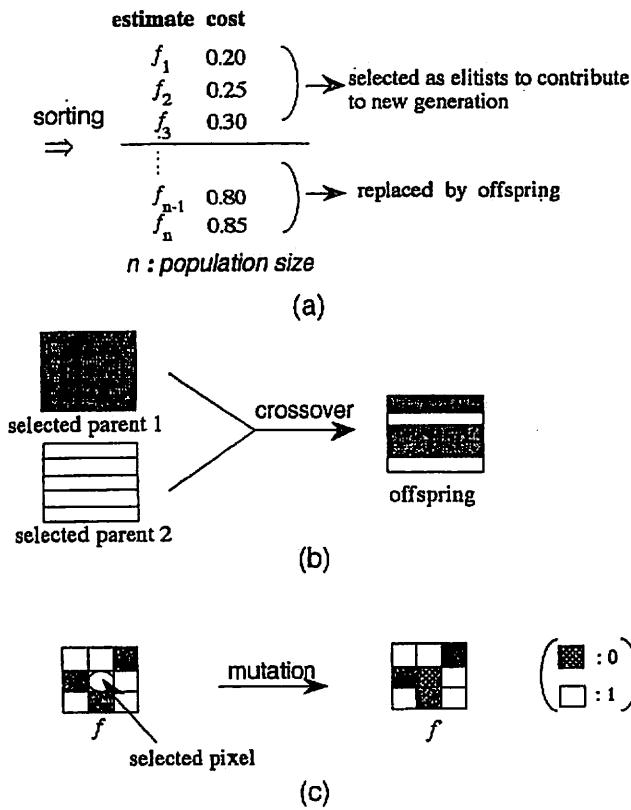 estimate cost
f1 0.20
f2 0.25
f3 0.30
selected as elitists to contribute
to new generation
sorting
⇒
fn-1 0.80
fn 0.85
replaced by offspring
n : population size
(a)
selected parent 1
crossover
offspring
selected parent 2
(b)
mutation
: 0
: 1
f
f
selected pixel
(c)